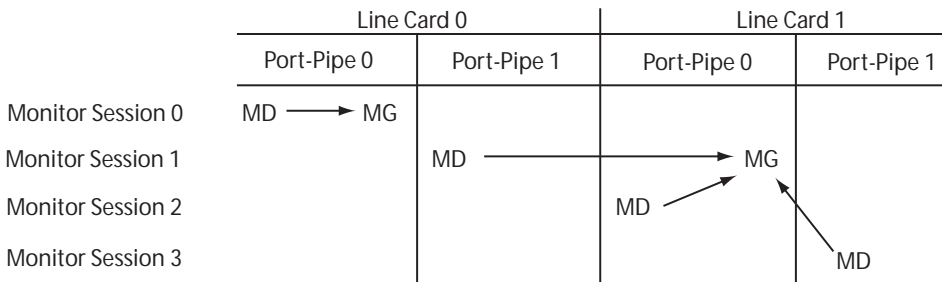 Line Card 0 Line Card 1
Port-Pipe 0 Port-Pipe 1 Port-Pipe 0 Port-Pipe 1
Monitor Session 0 MD MG
Monitor Session 1 MD MG
Monitor Session 2 MD
Monitor Session 3 MD